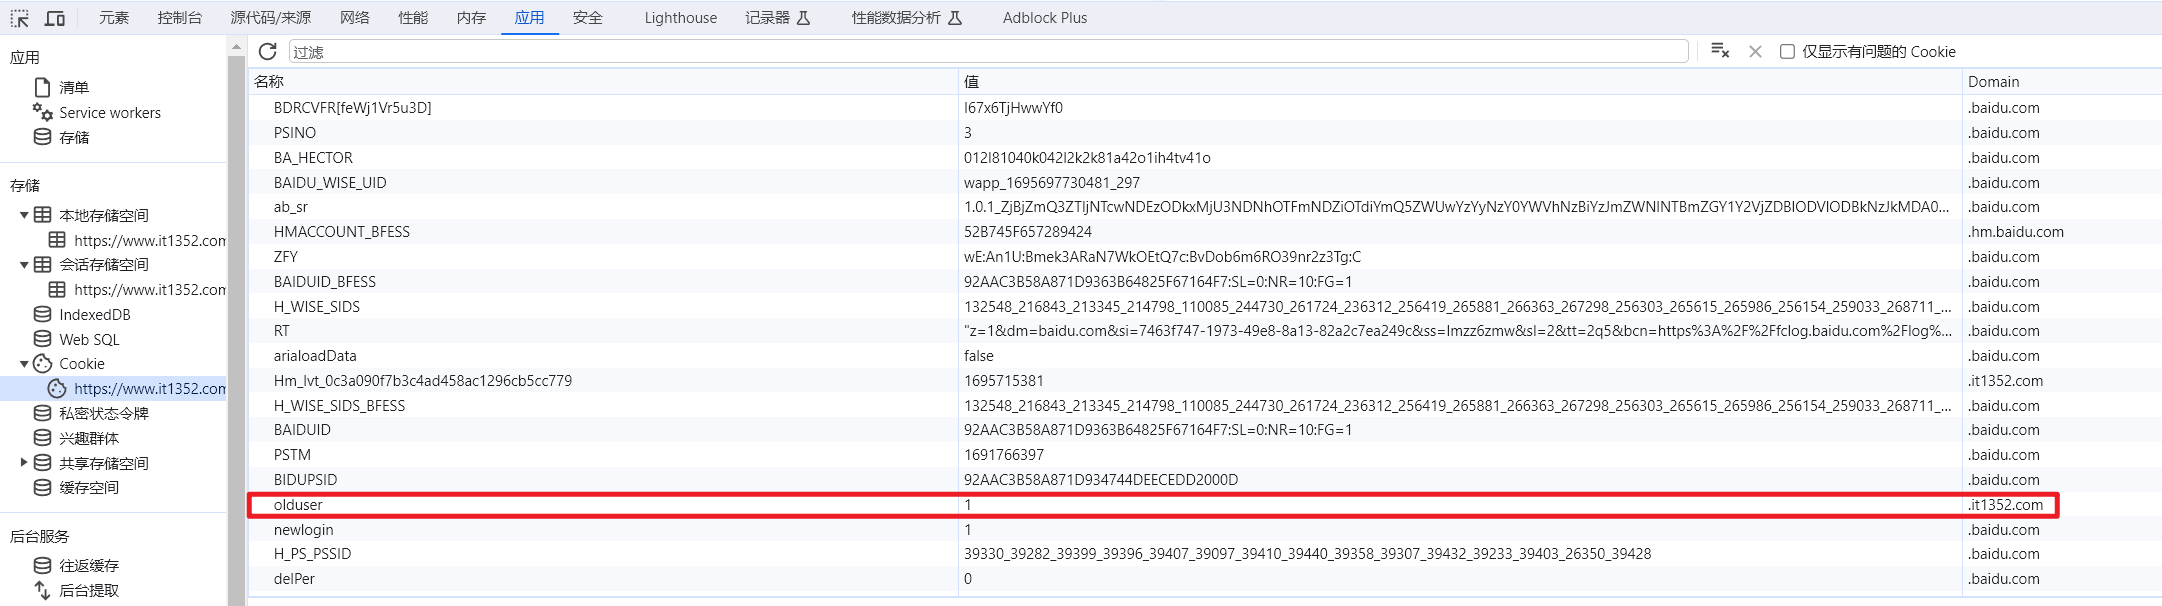 元素 控制台 源代码/来源 网络 性能 内存 应用 安全 Lighthouse 记录器 性能数据分析 Adblock Plus
应用
清单
Service workers
存储
存储
本地存储空间
https://www.it1352.com
会话存储空间
https://www.it1352.com
IndexedDB
Web SQL
Cookie
https://www.it1352.com
私密状态令牌
兴趣群体
共享存储空间
缓存空间
后台服务
往返缓存
后台提取
过滤 仅显示有问题的 Cookie
名称 值 Domain
BDRCVFR[feWj1Vr5u3D] I67x6TjHwwYf0 .baidu.com
PSINO 3 .baidu.com
BA_HECTOR 012l81040k042l2k2k81a42o1ih4tv41o .baidu.com
BAIDU_WISE_UID wapp_1695697730481_297 .baidu.com
ab_sr 1.0.1_ZjBjZmQ3ZTljNTcwNDEzODkxMjU3NDNhOTFmNDZiOTdiYmQ5ZWUwYzYyNzY0YWVhNzBiYzJmZWNlNTBmZGY1Y2VjZDBlODVlODBkNzJkMDA0... .baidu.com
HMACCOUNT_BFESS 52B745F657289424 .hm.baidu.com
ZFY wE:An1U:Bmek3ARaN7WkOEtQ7c:BvDob6m6RO39nr2z3Tg:C .baidu.com
BAIDUID_BFESS 92AAC3B58A871D9363B64825F67164F7:SL=0:NR=10:FG=1 .baidu.com
H_WISE_SIDS 132548_216843_213345_214798_110085_244730_261724_236312_256419_265881_266363_267298_256303_265615_265986_256154_259033_268711_... .baidu.com
RT "z=1&dm=baidu.com&si=7463f747-1973-49e8-8a13-82a2c7ea249c&ss=lmzz6zmw&sl=2&tt=2q5&bcn=https%3A%2F%2Ffclog.baidu.com%2Flog%... .baidu.com
arialoadData false .baidu.com
Hm_lvt_0c3a090f7b3c4ad458ac1296cb5cc779 1695715381 .it1352.com
H_WISE_SIDS_BFESS 132548_216843_213345_214798_110085_244730_261724_236312_256419_265881_266363_267298_256303_265615_265986_256154_259033_268711_... .baidu.com
BAIDUID 92AAC3B58A871D9363B64825F67164F7:SL=0:NR=10:FG=1 .baidu.com
PSTM 1691766397 .baidu.com
BIDUPSID 92AAC3B58A871D934744DEECEDD2000D .baidu.com
olduser 1 .it1352.com
newlogin 1 .baidu.com
H_PS_PSSID 39330_39282_39399_39396_39407_39097_39410_39440_39358_39307_39432_39233_39403_26350_39428 .baidu.com
delPer 0 .baidu.com